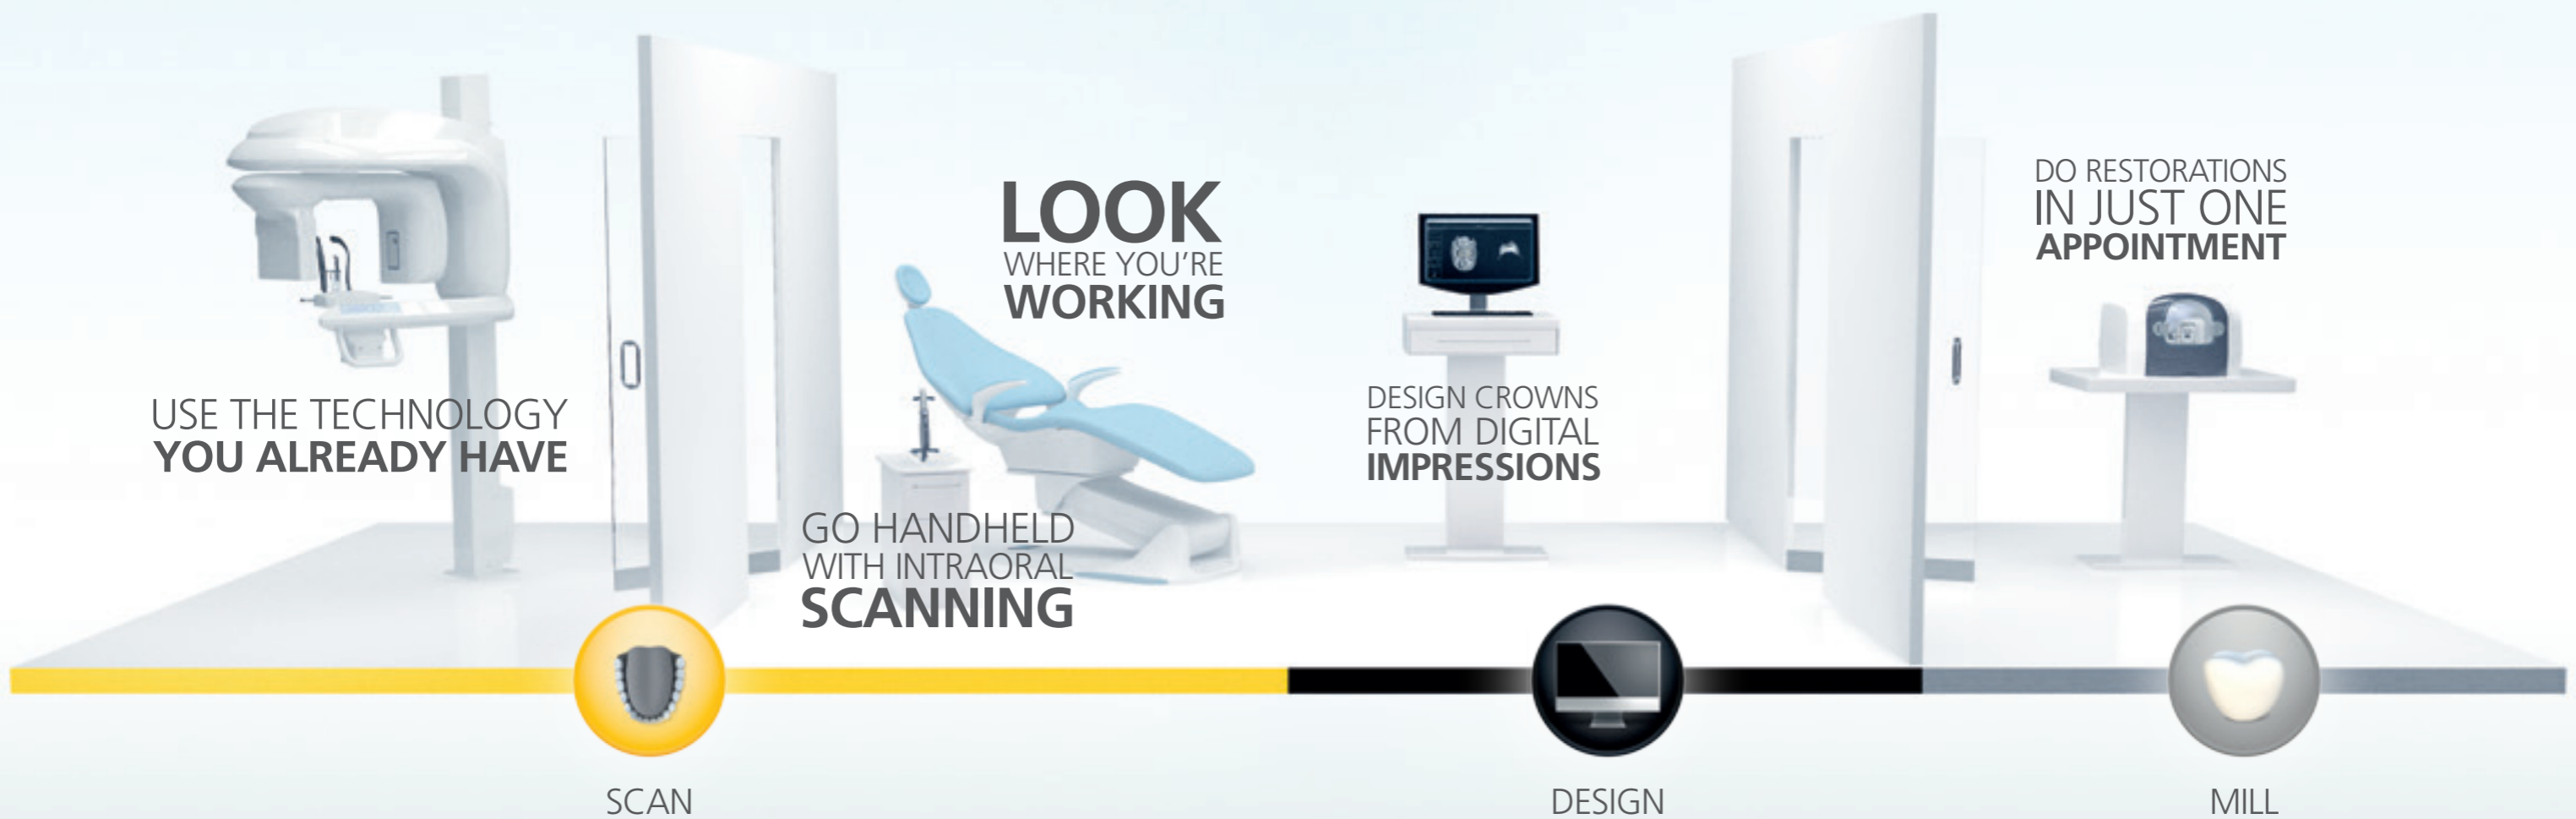 USE THE TECHNOLOGY
YOU ALREADY HAVE
GO HANDHELD
WITH INTRAORAL
SCANNING
LOOK
WHERE YOU'RE
WORKING
DESIGN CROWNS
FROM DIGITAL
IMPRESSIONS
DO RESTORATIONS
IN JUST ONE
APPOINTMENT
SCAN
DESIGN
MILL